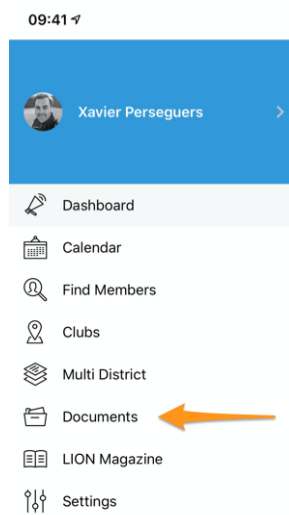 09:41
Xavier Perseguers
Dashboard
Calendar
Find Members
Clubs
Multi District
Documents
LION Magazine
Settings